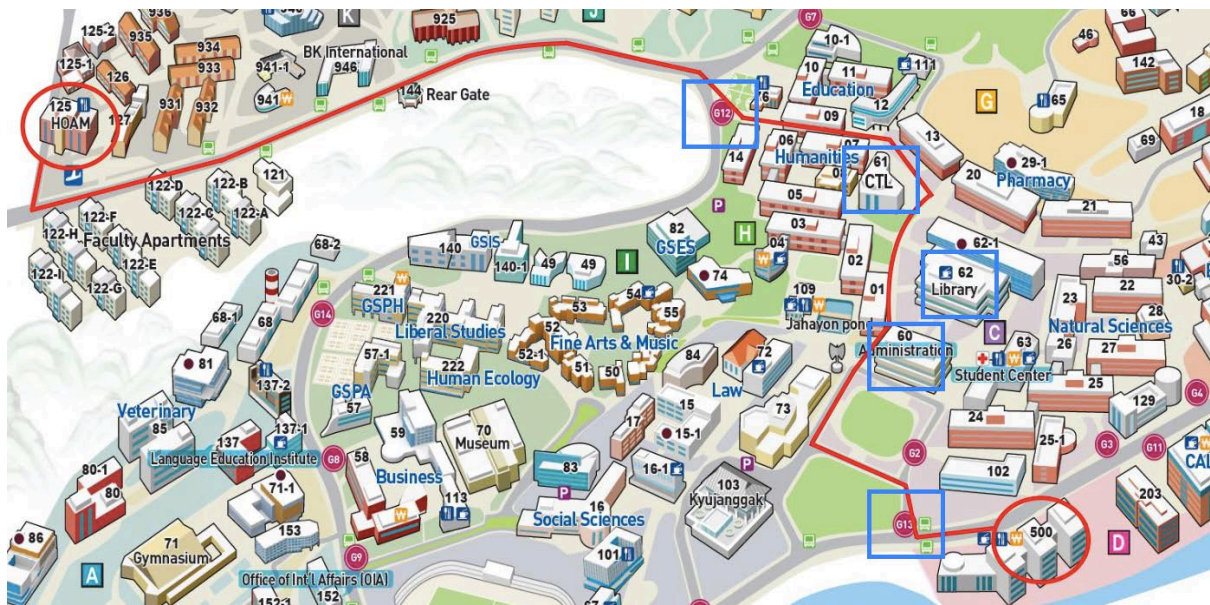 125-2
936
935
K
925
J
G7
46
66
142
BK International
934
933
941-1
946
10-1
10
11
111
Education
125-1
126
125
HOAM
127
931
932
941
144
Rear Gate
G12
76
09
12
G
65
18
69
13
14
06
07
Humanities
61
CTL
05
P
20
29-1
Pharmacy
21
121
122-D
122-B
122-C
122-A
122-F
122-H
Faculty Apartments
122-E
122-I
122-G
68-2
140
GSIS
140-1
49
49
82
GSES
H
I
03
04
02
01
74
62-1
62
Library
43
56
22
30-2
23
28
Natural Sciences
26
27
221
GSPH
G14
220
Liberal Studies
54
53
55
52
Fine Arts & Music
52-1
51
50
109
Jahayon pond
60
Administration
C
63
Student Center
68-1
68
81
57-1
222
Human Ecology
GSPA
57
84
72
Law
25
129
G4
137-2
Veterinary
85
137-1
137
Language Education Institute
G8
59
70
Museum
17
15
15-1
73
24
25-1
G2
G3
G11
CAL
80-1
80
71-1
58
Business
113
83
P
16
16-1
P
103
Kyujanggak
102
203
Social Sciences
G13
500
D
86
A
71
Gymnasium
153
G9
101
Office of Int'l Affairs (OIA)
152-1
152
67